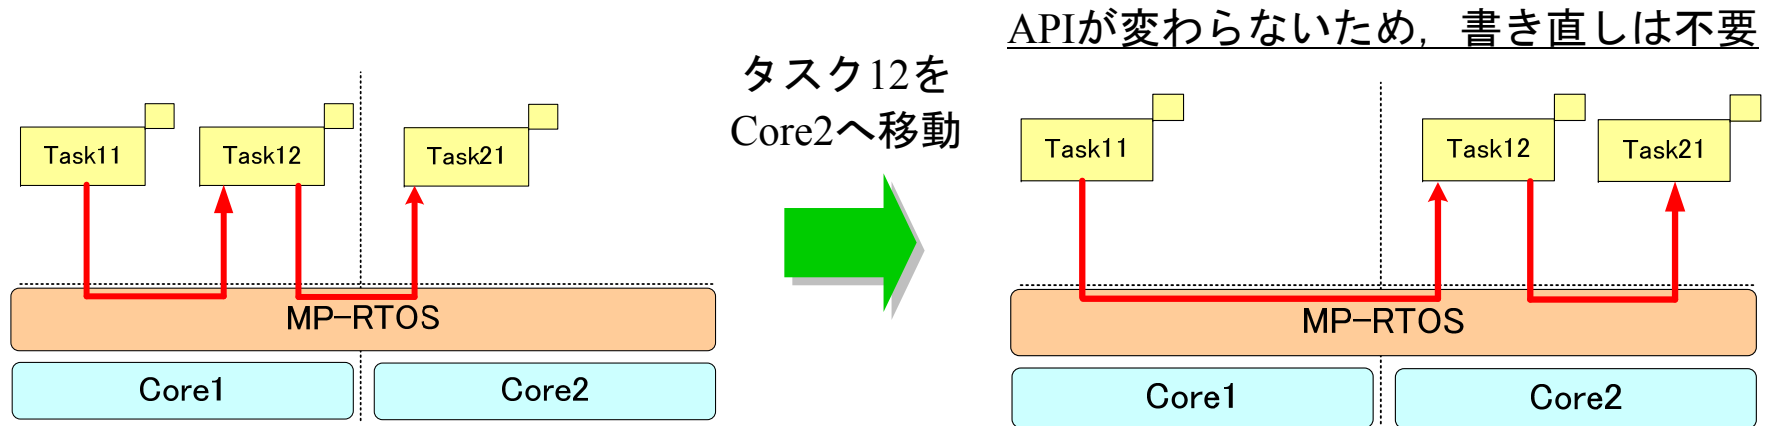 APIが変わらないため，書き直しは不要
タスク12を
Core2へ移動
Task11
Task12
Task21
MP-RTOS
Core1
Core2
Task11
Task12
Task21
MP-RTOS
Core1
Core2